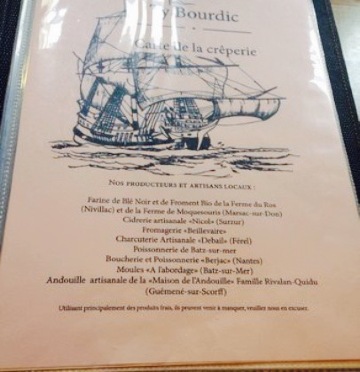 Bourdic
Carte de la crêperie
Nos producteurs et artisans locaux :
Farine de Blé Noir et de Froment Bio de la Ferme du Ros
(Nivillac) et de la Ferme de Moquesouris (Marsac-sur-Don)
Cidrerie artisanale «Nicol» (Surzur)
Fromagerie «Beillevaire»
Charcuterie Artisanale «Debail» (Férel)
Poissonnerie de Batz-sur-mer
Boucherie et Poissonnerie «Berjac» (Nantes)
Moules «A l'abordage» (Batz-sur-Mer)
Andouille artisanale de la «Maison de l'Andouille» Famille Rivalan-Quidu
(Guémené-sur-Scorff)
Utilisant principalement des produits frais, ils peuvent venir à manquer, veuillez nous en excuser.